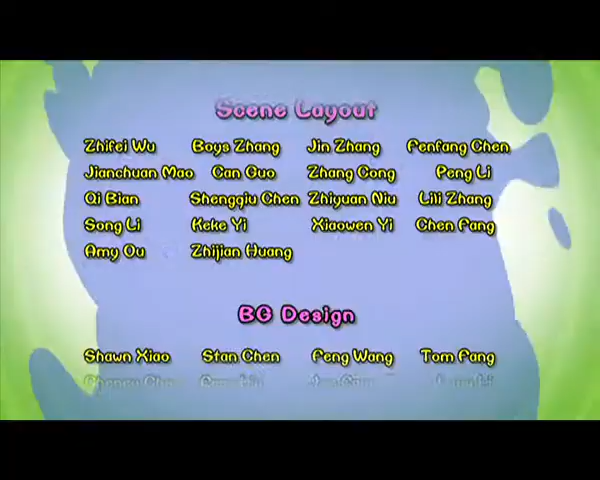 Scene Layout
Zhifei Wu Boys Zhang Jin Zhang Fenfang Chen
Jianchuan Mao Can Guo Zhang Cong Peng Li
Qi Bian Shengqiu Chen Zhiyuan Niu Lili Zhang
Song Li Keke Yi Xiaowen Yi Chen Fang
Amy Ou Zhijian Huang
BG Design
Shawn Xiao Stan Chen Feng Wang Tom Fang